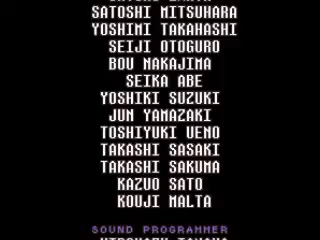 SATOSHI MITSUHARA
YOSHIMI TAKAHASHI
SEIJI OTOGURO
BOU NAKAJIMA
SEIKA ABE
YOSHIKI SUZUKI
JUN YAMAZAKI
TOSHIYUKI UENO
TAKASHI SASAKI
TAKASHI SAKUMA
KAZUO SATO
KOUJI MALTA
SOUND PROGRAMMER